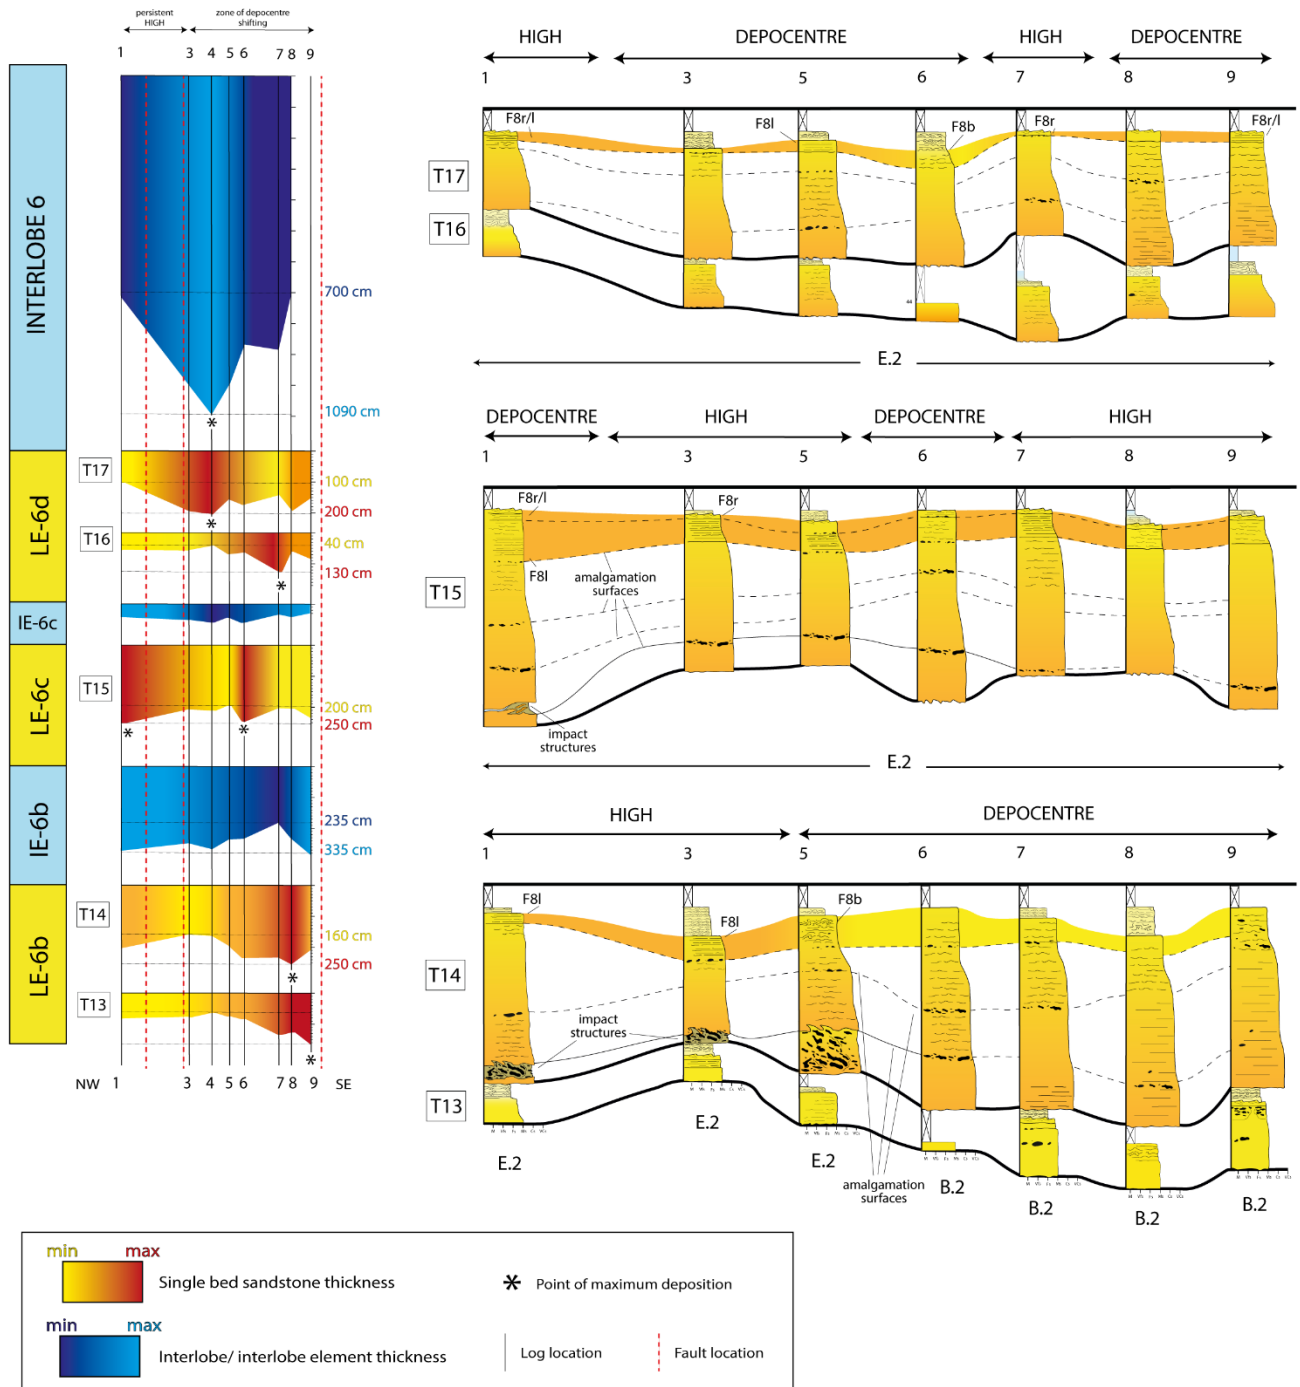 persistent
HIGH
zone of depocentre
shifting
1 3 4 5 6 7 8 9
INTERLOBE 6
700 cm
1090 cm
*
LE-6d
T17
100 cm
200 cm
*
T16
40 cm
130 cm
*
IE-6c
LE-6c
T15
200 cm
250 cm
* *
IE-6b
235 cm
335 cm
LE-6b
T14
160 cm
250 cm
*
T13
*
NW 1 3 4 5 6 7 8 9 SE
HIGH DEPOCENTRE HIGH DEPOCENTRE
1 3 5 6 7 8 9
F8r/l F8l F8b F8r F8r/l
T17
T16
E.2
DEPOCENTRE HIGH DEPOCENTRE HIGH
1 3 5 6 7 8 9
F8r/l F8r
F8l
amalgamation
surfaces
T15
impact
structures
E.2
HIGH DEPOCENTRE
1 3 5 6 7 8 9
F8l F8l F8b
T14
impact
structures
T13
amalgamation
surfaces
E.2 E.2 E.2 B.2 B.2 B.2 B.2
min max
Single bed sandstone thickness
* Point of maximum deposition
min max
Interlobe/ interlobe element thickness
Log location
Fault location